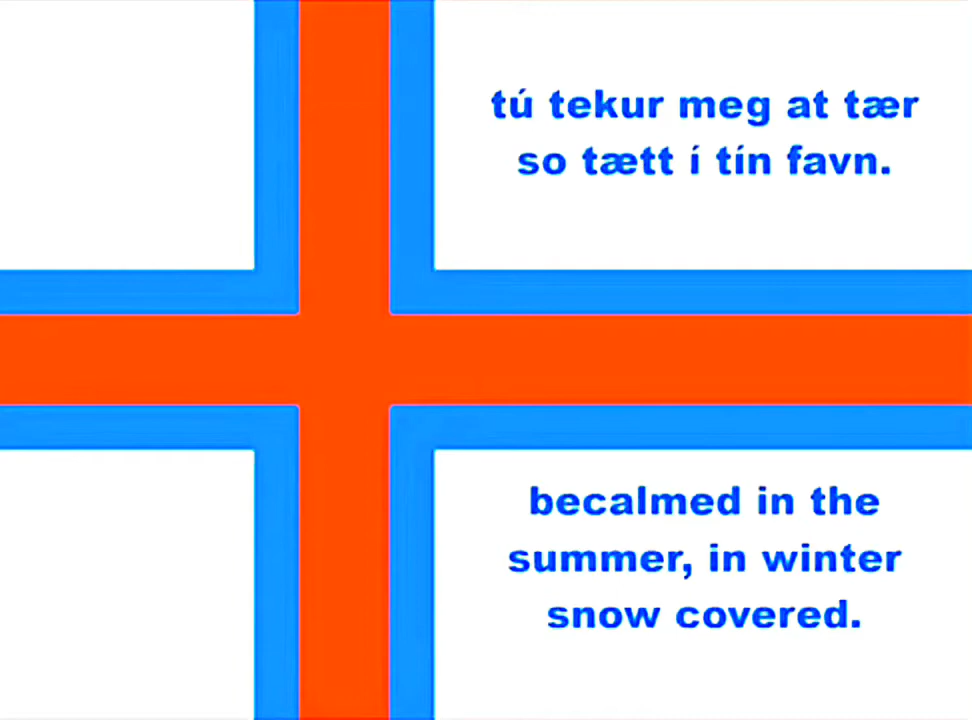 tú tekur meg at tær
so tætt í tín favn.
becalmed in the
summer, in winter
snow covered.